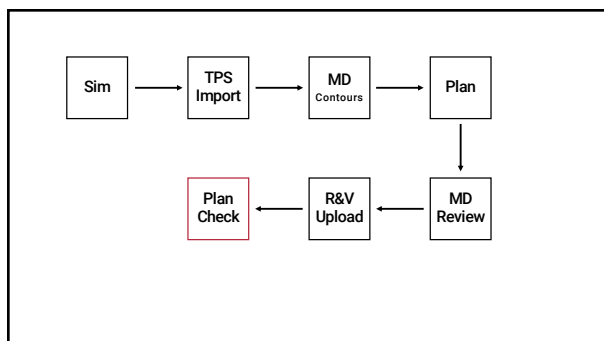 Sim
TPS
Import
MD
Contours
Plan
Plan
Check
R&V
Upload
MD
Review